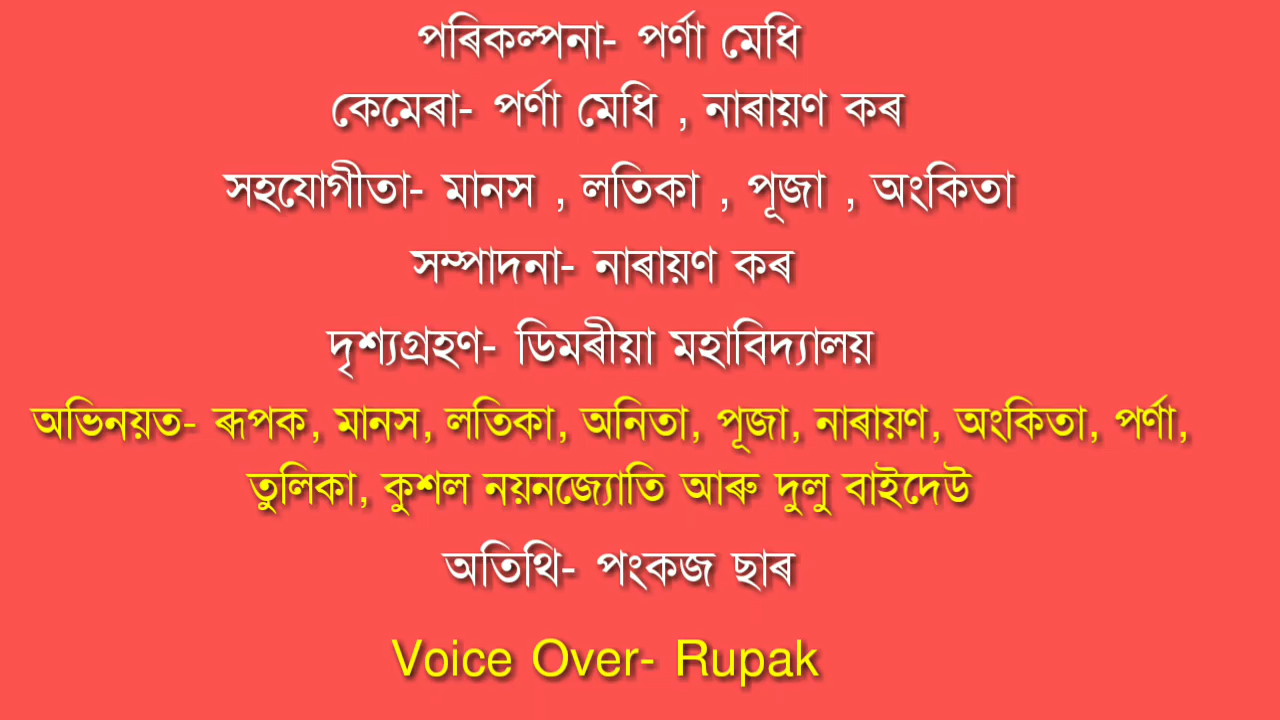 পৰিকল্পনা- পৰ্ণা মেধি
কেমেৰা- পৰ্ণা মেধি , নাৰায়ণ কৰ
সহযোগীতা- মানস , লতিকা , পূজা , অংকিতা
সম্পাদনা- নাৰায়ণ কৰ
দৃশ্যগ্ৰহণ- ডিমৰীয়া মহাবিদ্যালয়
অভিনয়ত- ৰূপক, মানস, লতিকা, অনিতা, পূজা, নাৰায়ণ, অংকিতা, পৰ্ণা,
তুলিকা, কুশল নয়নজ্যোতি আৰু দুলু বাইদেউ
অতিথি- পংকজ ছাৰ
Voice Over- Rupak